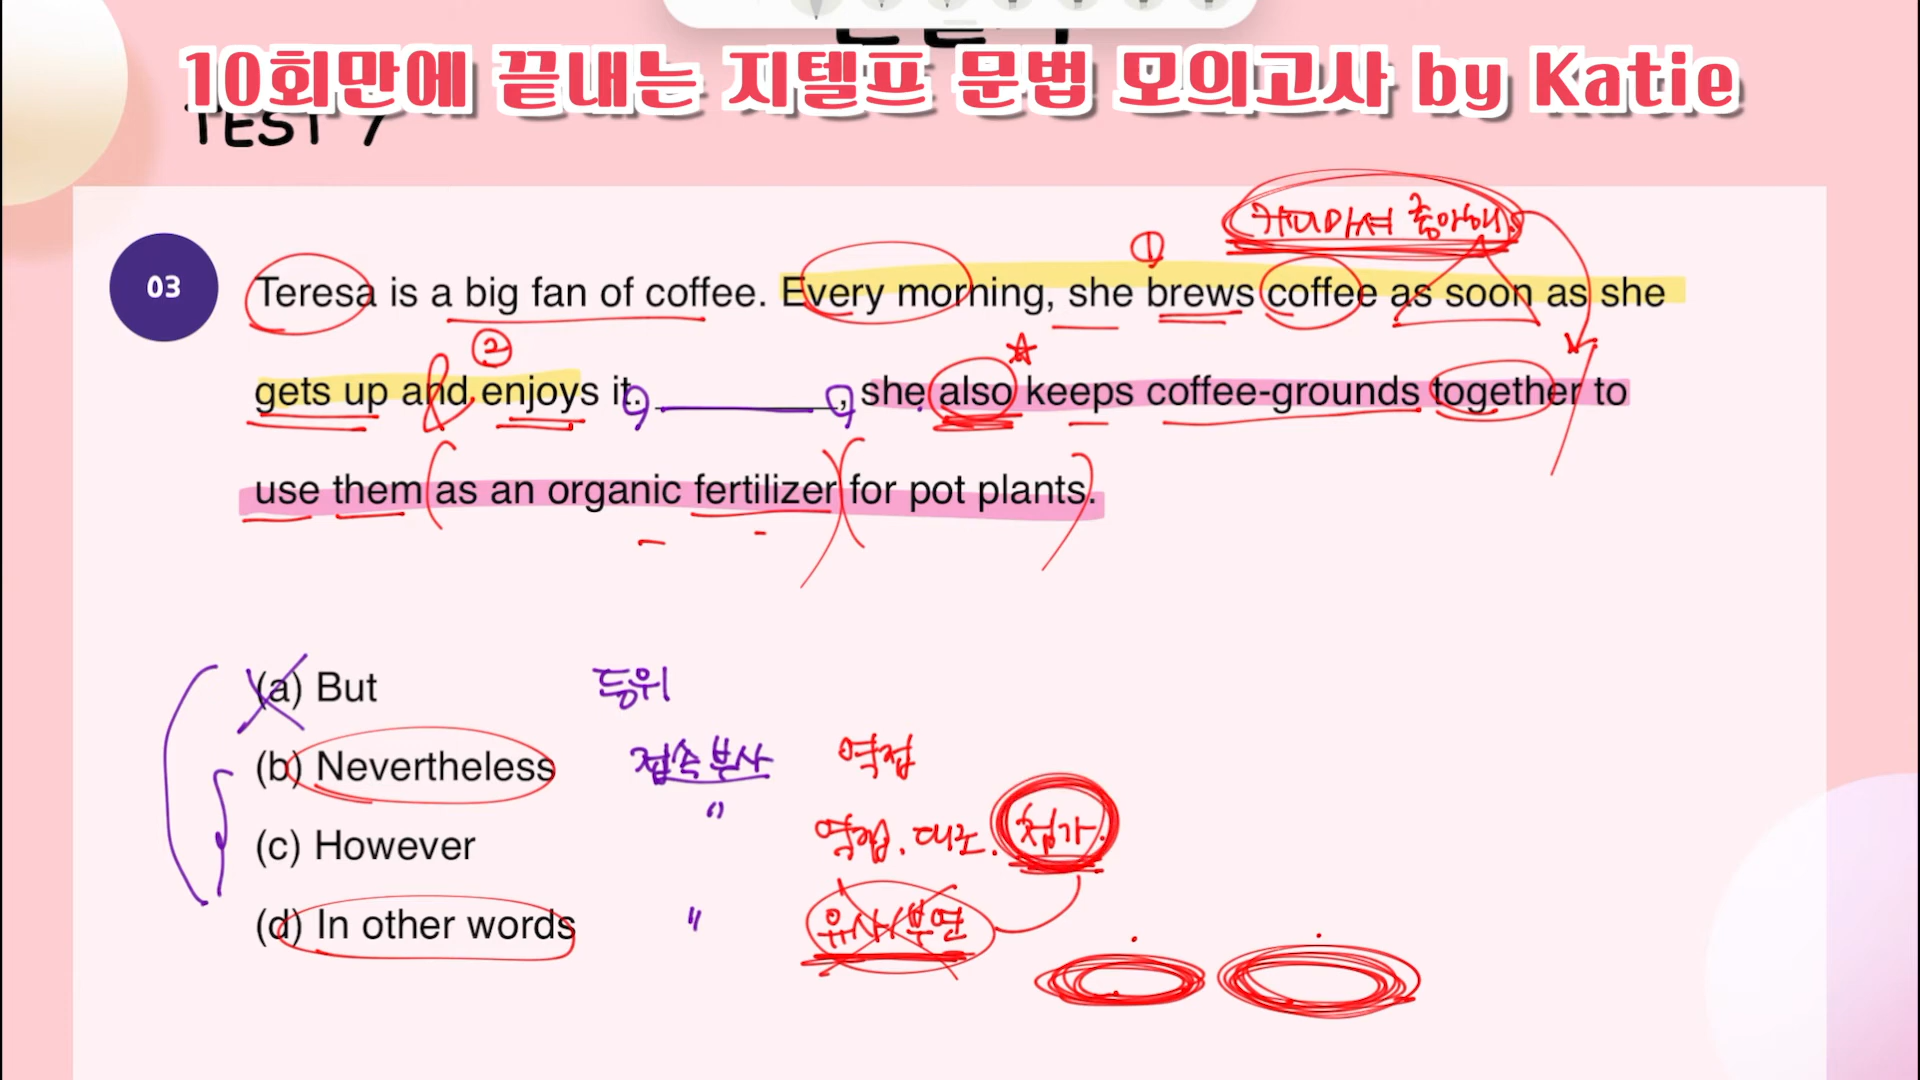 10회만에 끝내는 지텔프 문법 모의고사 by Katie
TEST 7
커피마셔 좋아해.
①
03
Teresa is a big fan of coffee. Every morning, she brews coffee as soon as she
②
gets up and enjoys it. ________, she also keeps coffee-grounds together to
use them as an organic fertilizer for pot plants.
(a) But 등위
(b) Nevertheless 접속부사 역접
(c) However " 역접. 대조. 첨가.
(d) In other words " 유사/부연